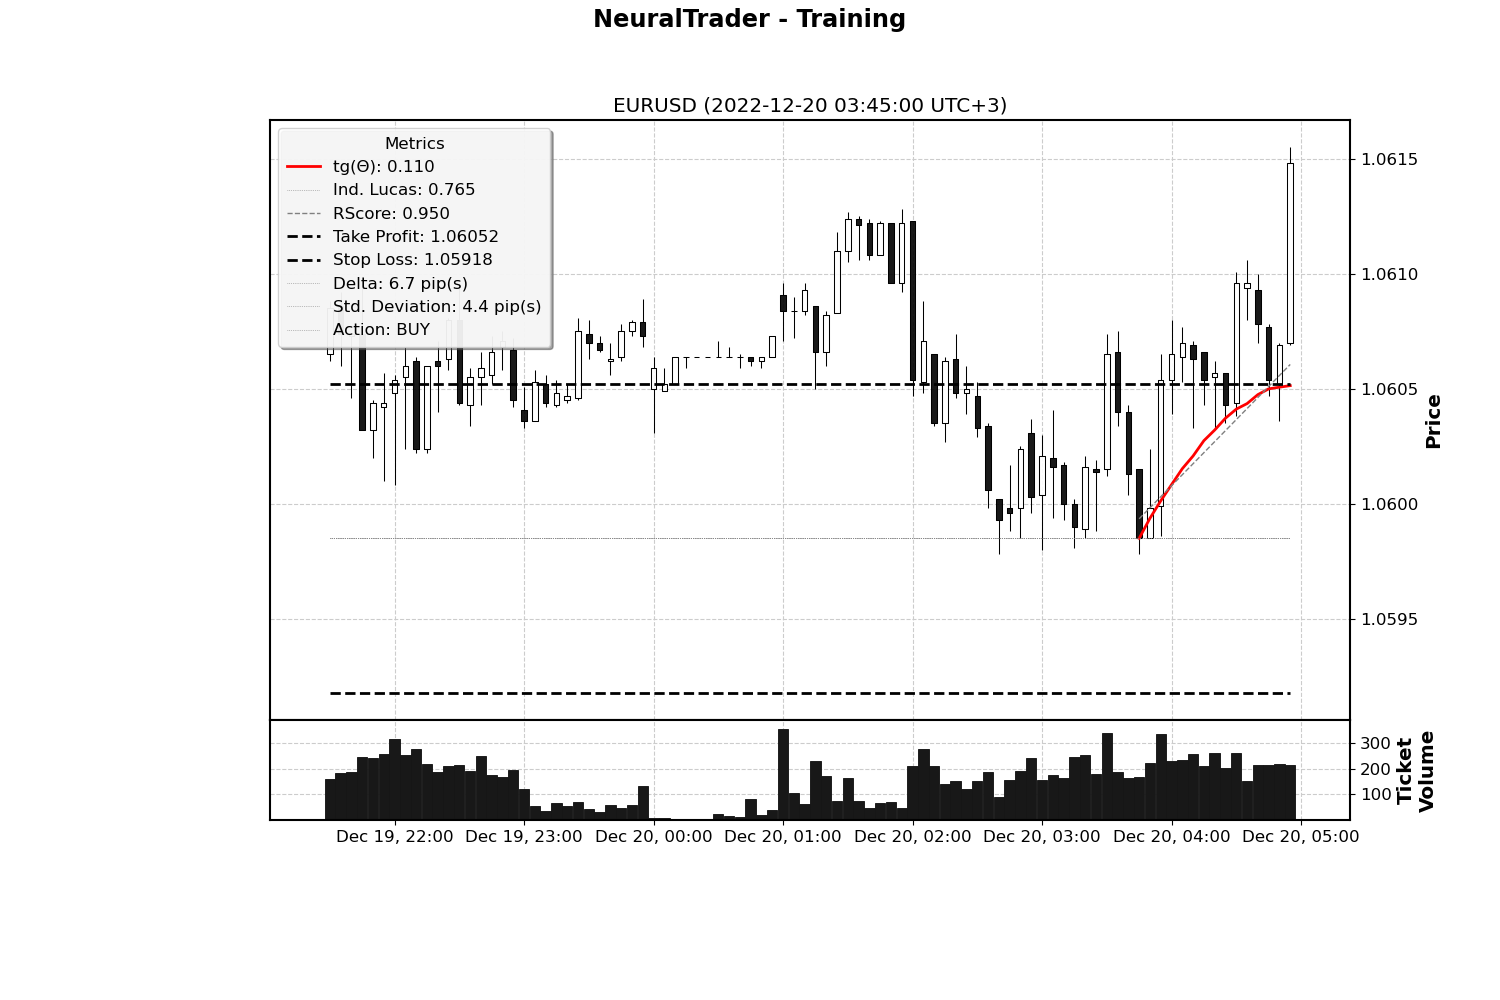 NeuralTrader - Training
EURUSD (2022-12-20 03:45:00 UTC+3)
Metrics
tg(Θ): 0.110
Ind. Lucas: 0.765
RScore: 0.950
Take Profit: 1.06052
Stop Loss: 1.05918
Delta: 6.7 pip(s)
Std. Deviation: 4.4 pip(s)
Action: BUY
1.0615
1.0610
1.0605
1.0600
1.0595
Price
300
200
100
Ticket
Volume
Dec 19, 22:00 Dec 19, 23:00 Dec 20, 00:00 Dec 20, 01:00 Dec 20, 02:00 Dec 20, 03:00 Dec 20, 04:00 Dec 20, 05:00